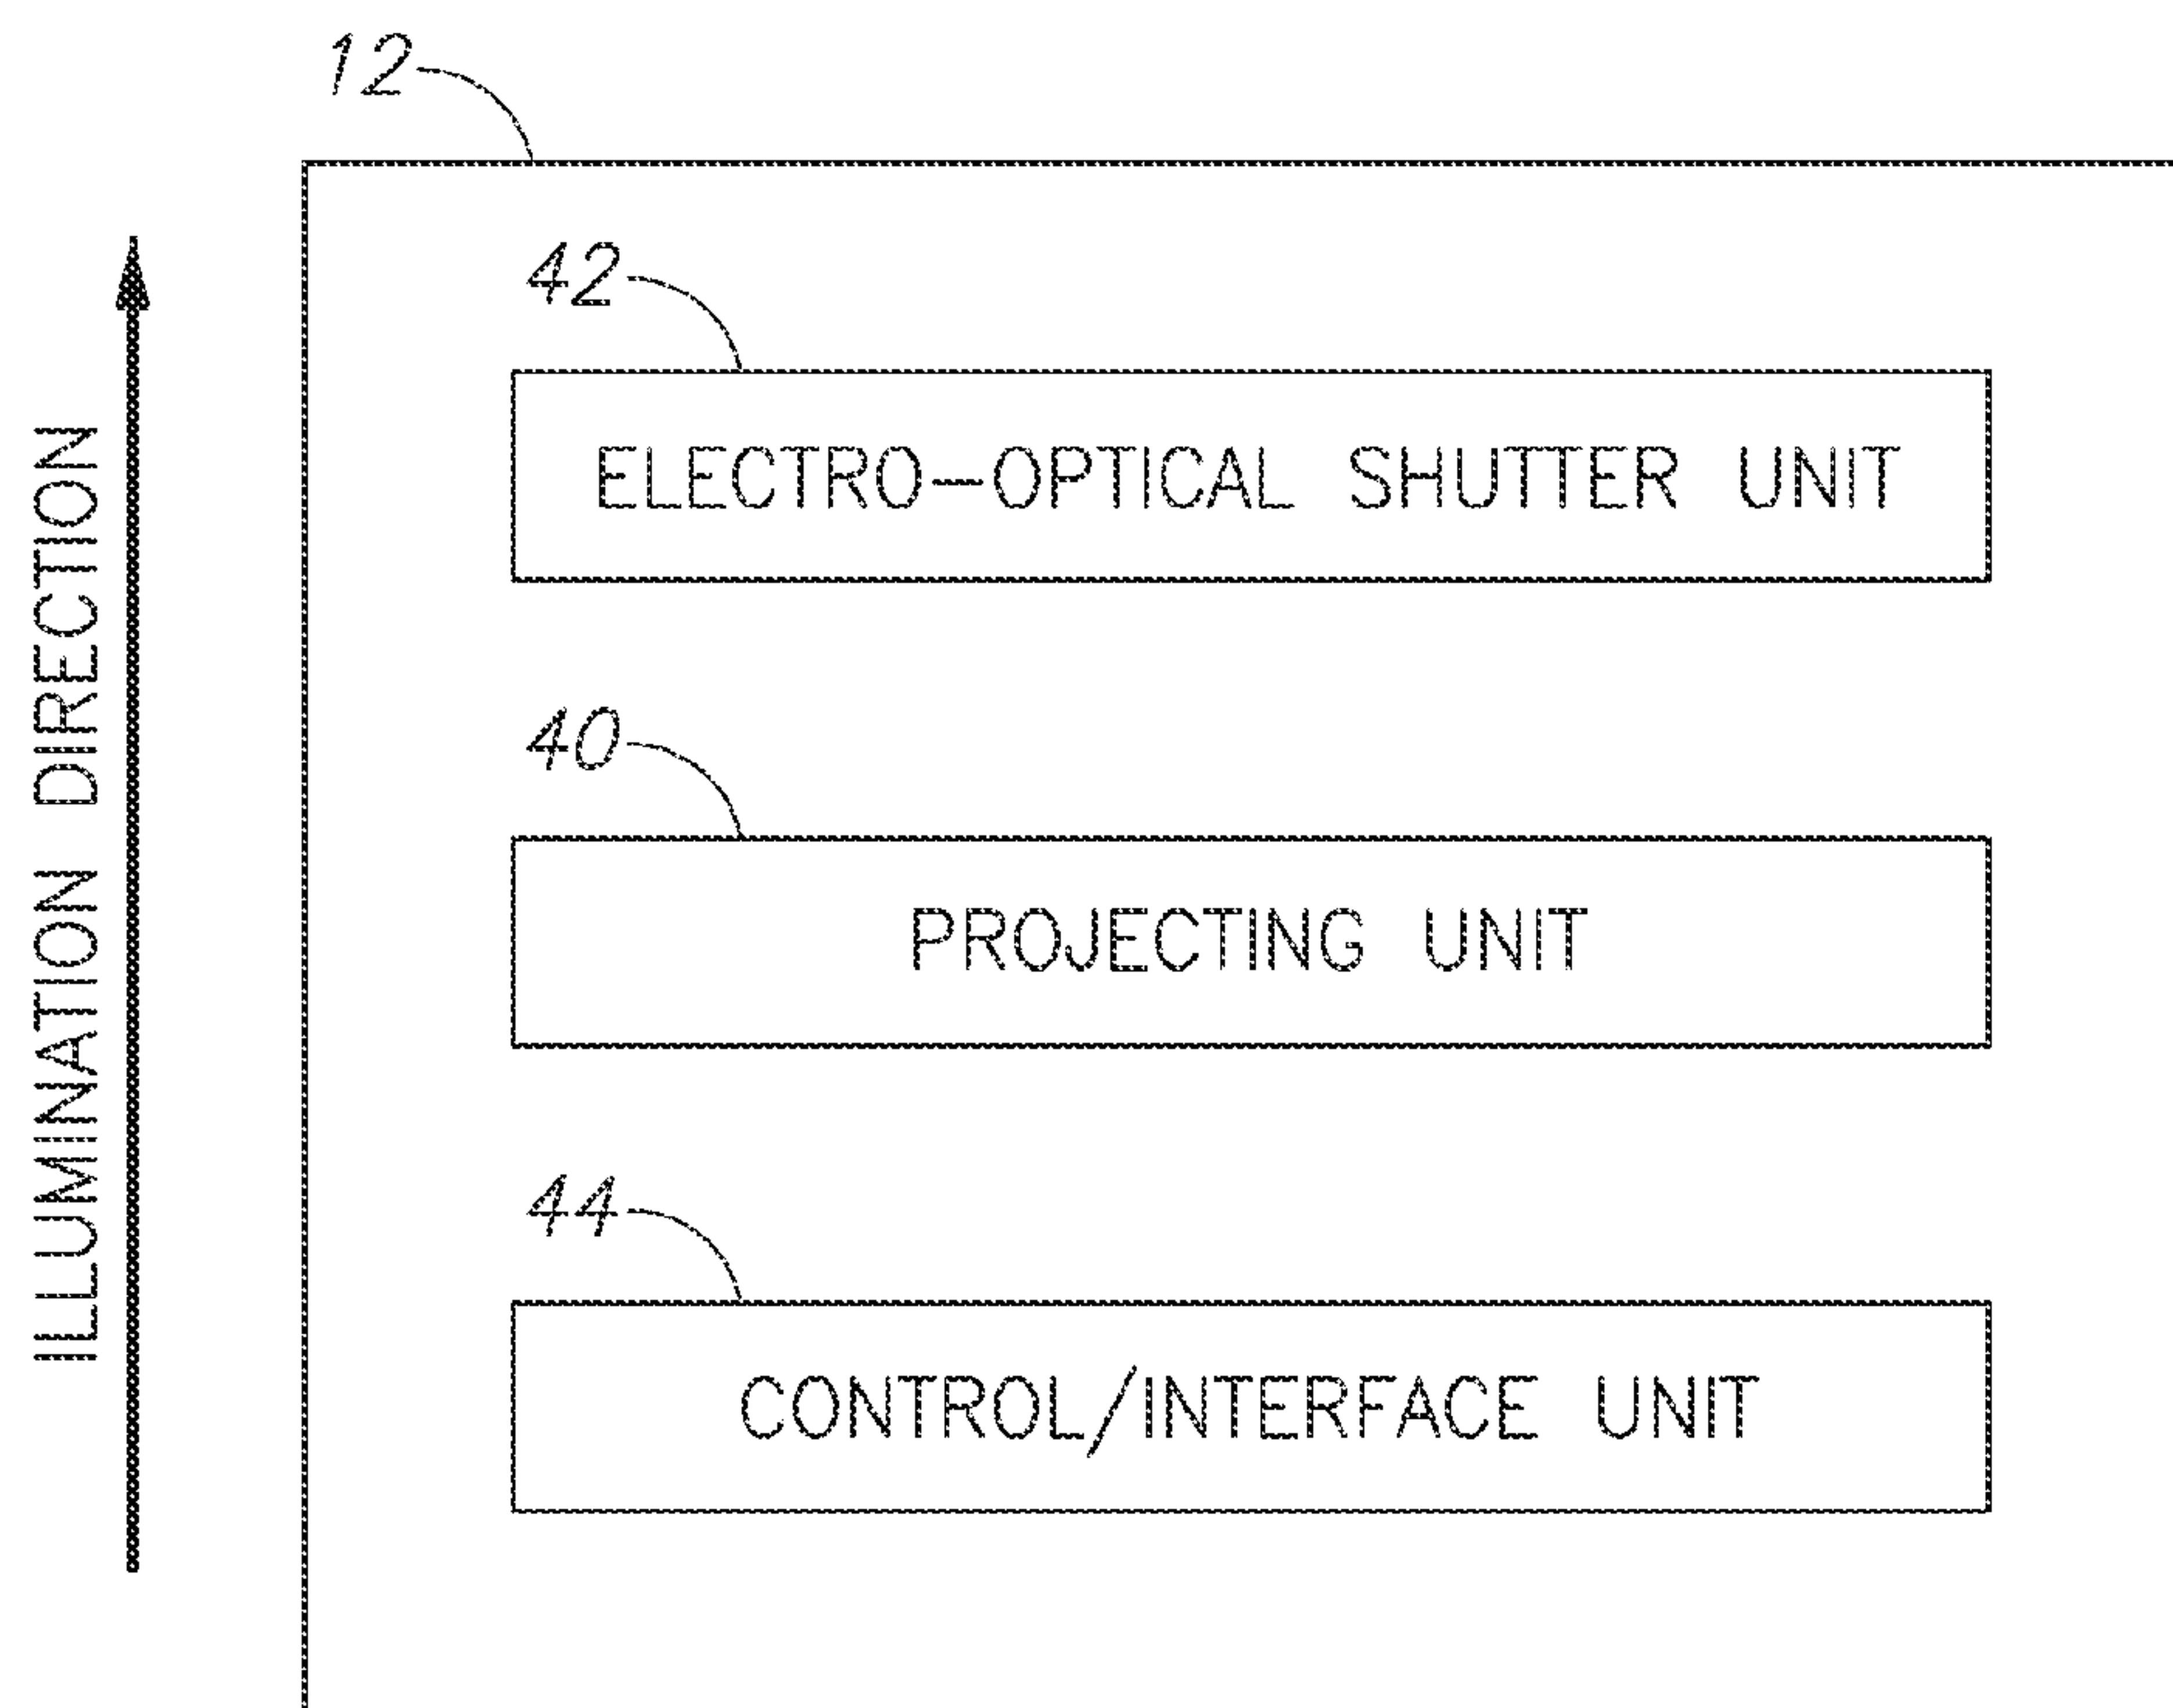 12
42
ELECTRO-OPTICAL SHUTTER UNIT
40
PROJECTING UNIT
44
CONTROL/INTERFACE UNIT
ILLUMINATION DIRECTION